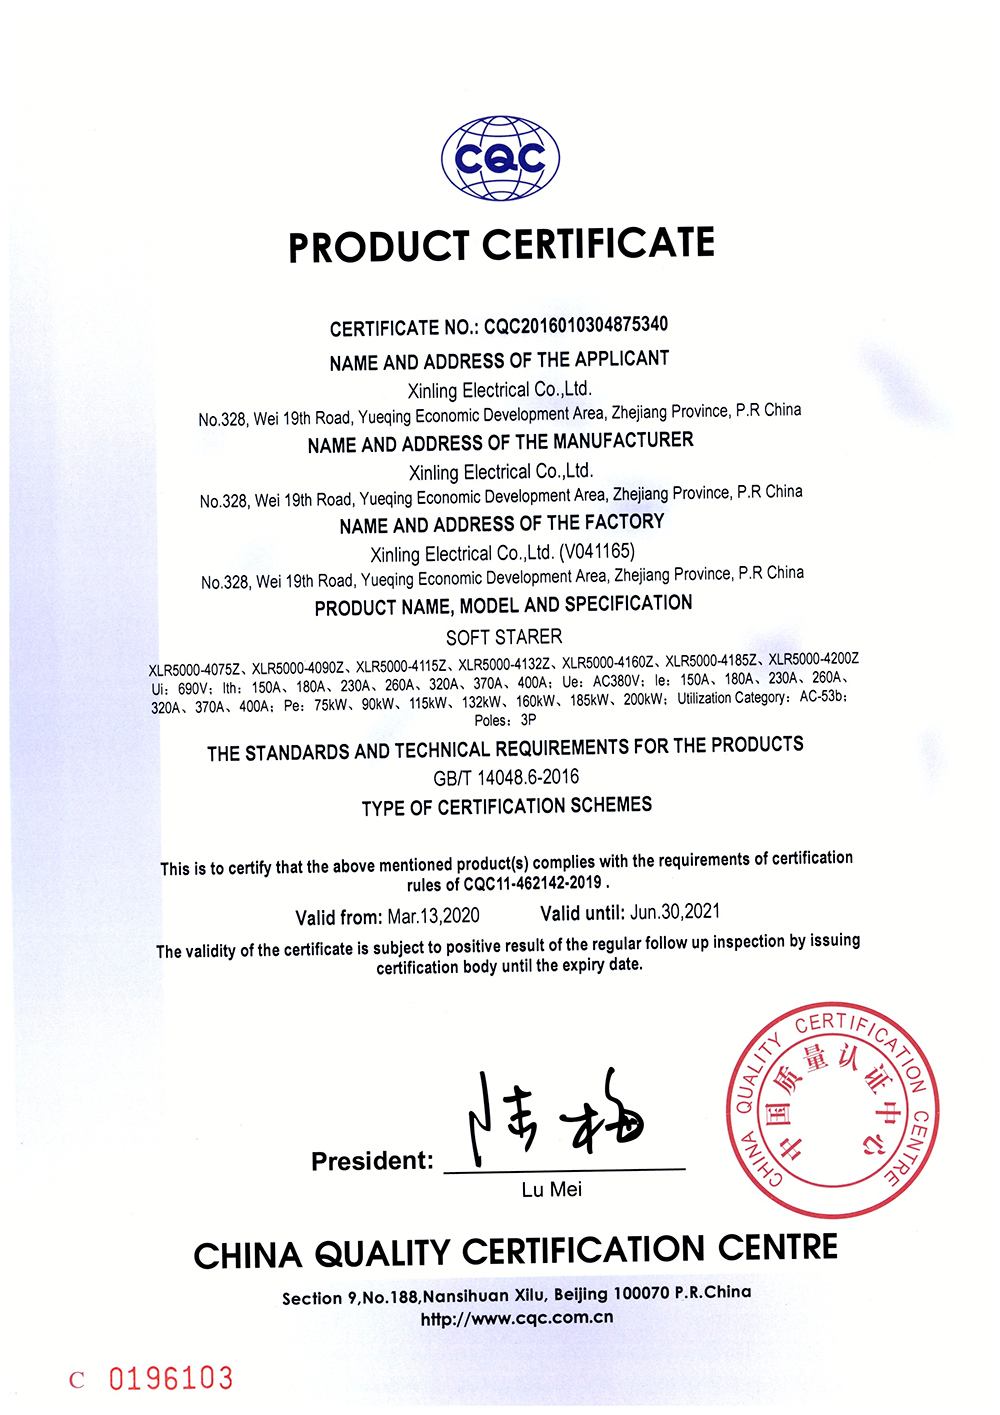 CQC
PRODUCT CERTIFICATE
CERTIFICATE NO.: CQC2016010304875340
NAME AND ADDRESS OF THE APPLICANT
Xinling Electrical Co.,Ltd.
No.328, Wei 19th Road, Yueqing Economic Development Area, Zhejiang Province, P.R China
NAME AND ADDRESS OF THE MANUFACTURER
Xinling Electrical Co.,Ltd.
No.328, Wei 19th Road, Yueqing Economic Development Area, Zhejiang Province, P.R China
NAME AND ADDRESS OF THE FACTORY
Xinling Electrical Co.,Ltd. (V041165)
No.328, Wei 19th Road, Yueqing Economic Development Area, Zhejiang Province, P.R China
PRODUCT NAME, MODEL AND SPECIFICATION
SOFT STARER
XLR5000-4075Z、XLR5000-4090Z、XLR5000-4115Z、XLR5000-4132Z、XLR5000-4160Z、XLR5000-4185Z、XLR5000-4200Z
Ui：690V；Ith：150A、180A、230A、260A、320A、370A、400A；Ue：AC380V；Ie：150A、180A、230A、260A、
320A、370A、400A；Pe：75kW、90kW、115kW、132kW、160kW、185kW、200kW；Utilization Category：AC-53b；
Poles：3P
THE STANDARDS AND TECHNICAL REQUIREMENTS FOR THE PRODUCTS
GB/T 14048.6-2016
TYPE OF CERTIFICATION SCHEMES
This is to certify that the above mentioned product(s) complies with the requirements of certification
rules of CQC11-462142-2019 .
Valid from: Mar.13,2020 Valid until: Jun.30,2021
The validity of the certificate is subject to positive result of the regular follow up inspection by issuing
certification body until the expiry date.
CHINA QUALITY CERTIFICATION CENTRE
中国质量认证中心
陆梅
President:
Lu Mei
CHINA QUALITY CERTIFICATION CENTRE
Section 9,No.188,Nansihuan Xilu, Beijing 100070 P.R.China
http://www.cqc.com.cn
C 0196103